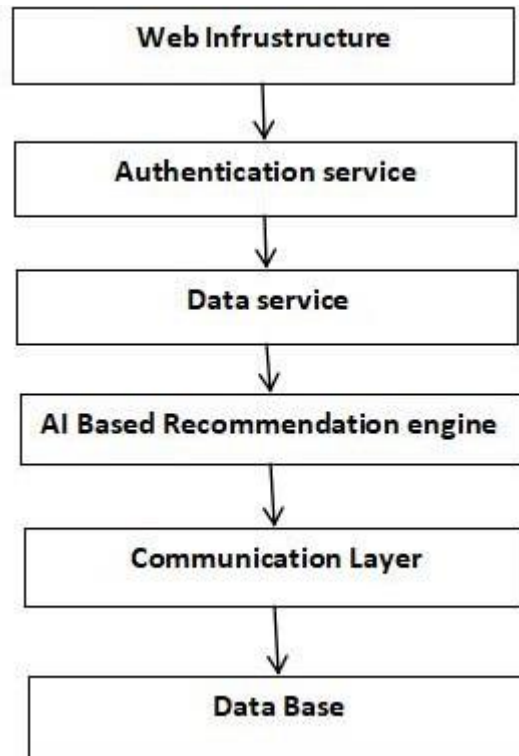 Web Infrustructure
Authentication service
Data service
AI Based Recommendation engine
Communication Layer
Data Base